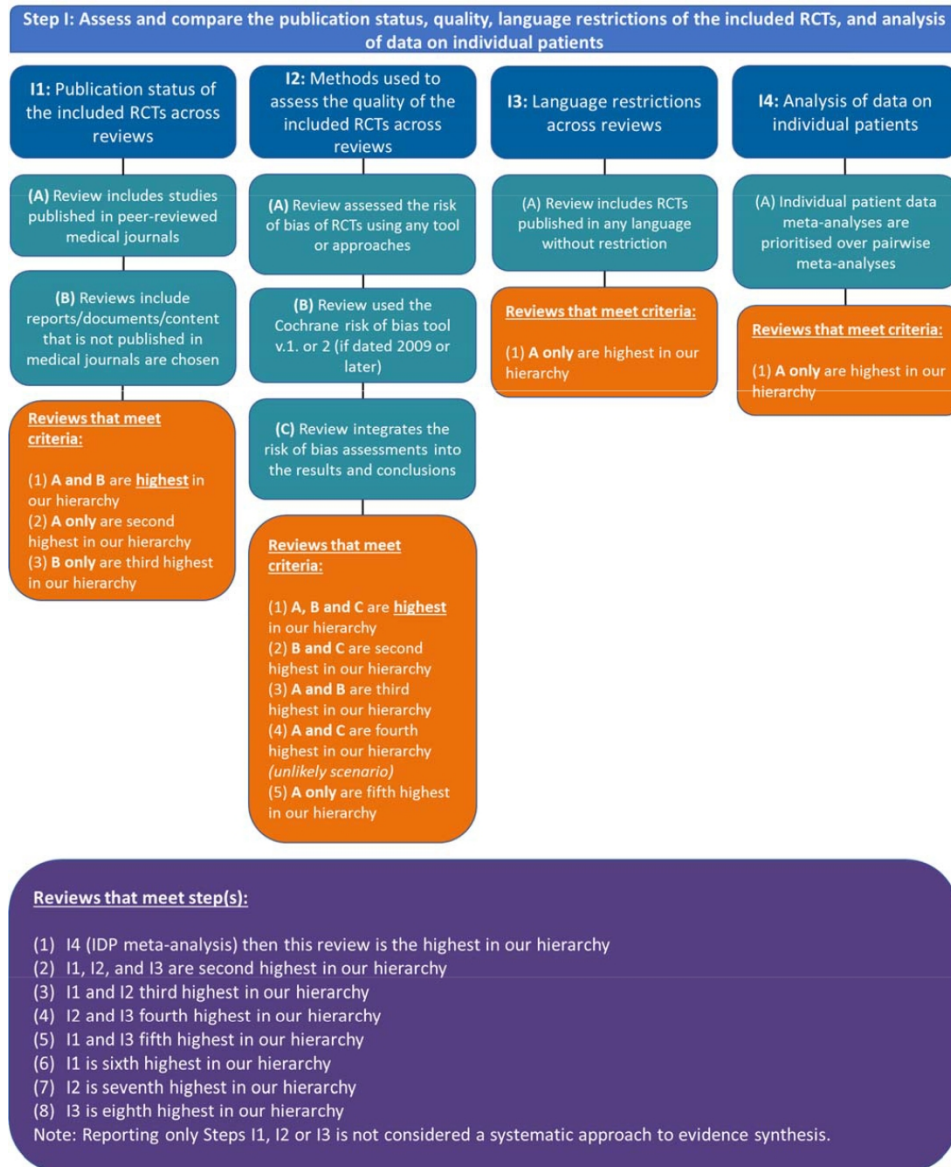 Step I: Assess and compare the publication status, quality, language restrictions of the included RCTs, and analysis
of data on individual patients
I1: Publication status of
the included RCTs across
reviews
(A) Review includes studies
published in peer-reviewed
medical journals
(B) Reviews include
reports/documents/content
that is not published in
medical journals are chosen
Reviews that meet
criteria:
(1) A and B are highest in
our hierarchy
(2) A only are second
highest in our hierarchy
(3) B only are third highest
in our hierarchy
I2: Methods used to
assess the quality of the
included RCTs across
reviews
(A) Review assessed the risk
of bias of RCTs using any tool
or approaches
(B) Review used the
Cochrane risk of bias tool
v.1. or 2 (if dated 2009 or
later)
(C) Review integrates the
risk of bias assessments into
the results and conclusions
Reviews that meet
criteria:
(1) A, B and C are highest
in our hierarchy
(2) B and C are second
highest in our hierarchy
(3) A and B are third
highest in our hierarchy
(4) A and C are fourth
highest in our hierarchy
(unlikely scenario)
(5) A only are fifth highest
in our hierarchy
I3: Language restrictions
across reviews
(A) Review includes RCTs
published in any language
without restriction
Reviews that meet criteria:
(1) A only are highest in our
hierarchy
I4: Analysis of data on
individual patients
(A) Individual patient data
meta-analyses are
prioritised over pairwise
meta-analyses
Reviews that meet criteria:
(1) A only are highest in our
hierarchy
Reviews that meet step(s):
(1) I4 (IDP meta-analysis) then this review is the highest in our hierarchy
(2) I1, I2, and I3 are second highest in our hierarchy
(3) I1 and I2 third highest in our hierarchy
(4) I2 and I3 fourth highest in our hierarchy
(5) I1 and I3 fifth highest in our hierarchy
(6) I1 is sixth highest in our hierarchy
(7) I2 is seventh highest in our hierarchy
(8) I3 is eighth highest in our hierarchy
Note: Reporting only Steps I1, I2 or I3 is not considered a systematic approach to evidence synthesis.